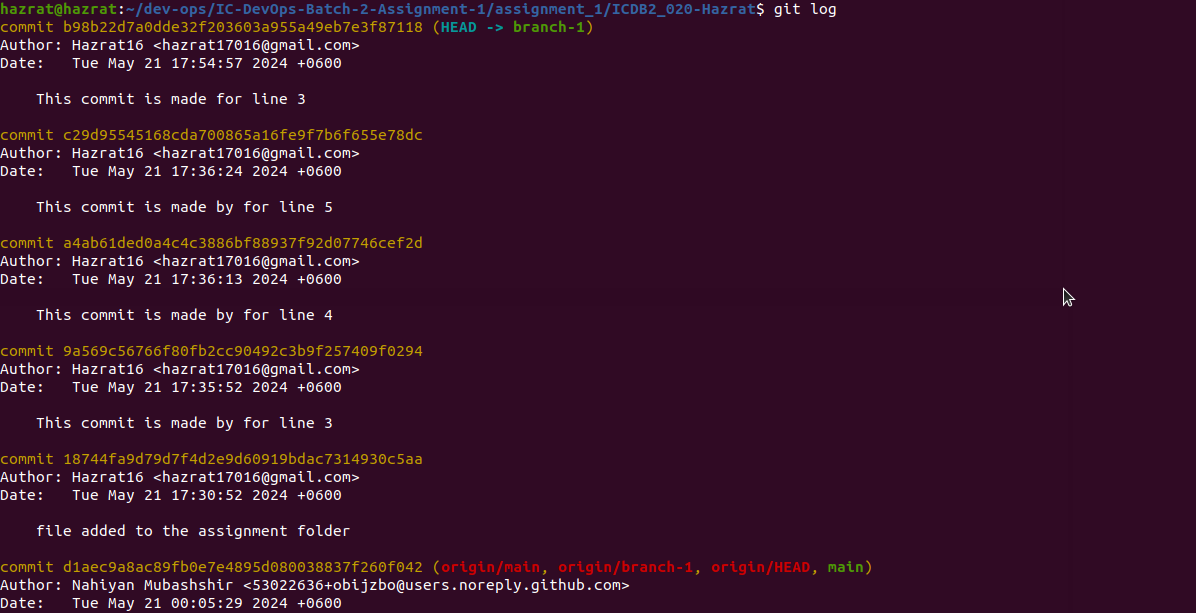 hazrat@hazrat:~/dev-ops/IC-DevOps-Batch-2-Assignment-1/assignment_1/ICDB2_020-Hazrat$ git log
commit b98b22d7a0dde32f203603a955a49eb7e3f87118 (HEAD -> branch-1)
Author: Hazrat16 <hazrat17016@gmail.com>
Date:   Tue May 21 17:54:57 2024 +0600
    This commit is made for line 3
commit c29d95545168cda700865a16fe9f7b6f655e78dc
Author: Hazrat16 <hazrat17016@gmail.com>
Date:   Tue May 21 17:36:24 2024 +0600
    This commit is made by for line 5
commit a4ab61ded0a4c4c3886bf88937f92d07746cef2d
Author: Hazrat16 <hazrat17016@gmail.com>
Date:   Tue May 21 17:36:13 2024 +0600
    This commit is made by for line 4
commit 9a569c56766f80fb2cc90492c3b9f257409f0294
Author: Hazrat16 <hazrat17016@gmail.com>
Date:   Tue May 21 17:35:52 2024 +0600
    This commit is made by for line 3
commit 18744fa9d79d7f4d2e9d60919bdac7314930c5aa
Author: Hazrat16 <hazrat17016@gmail.com>
Date:   Tue May 21 17:30:52 2024 +0600
    file added to the assignment folder
commit d1aec9a8ac89fb0e7e4895d080038837f260f042 (origin/main, origin/branch-1, origin/HEAD, main)
Author: Nahiyan Mubashshir <53022636+obijzbo@users.noreply.github.com>
Date:   Tue May 21 00:05:29 2024 +0600